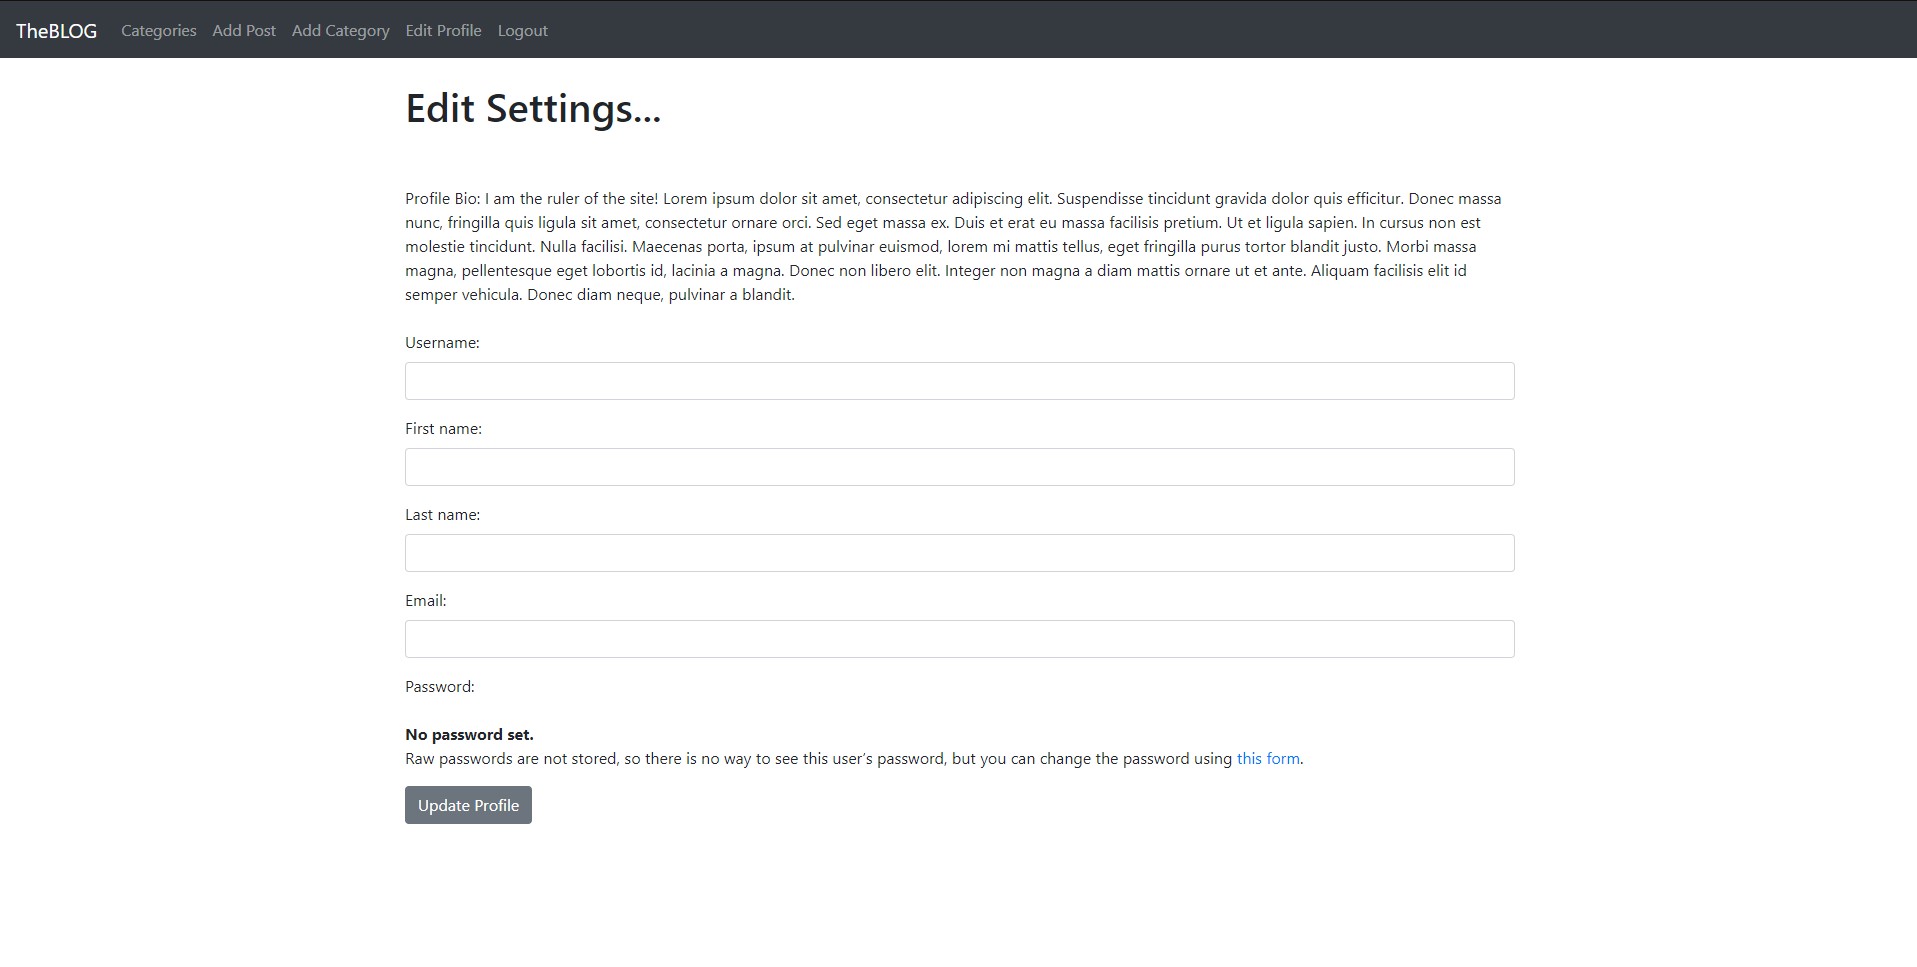 TheBLOG Categories Add Post Add Category Edit Profile Logout
Edit Settings...
Profile Bio: I am the ruler of the site! Lorem ipsum dolor sit amet, consectetur adipiscing elit. Suspendisse tincidunt gravida dolor quis efficitur. Donec massa
nunc, fringilla quis ligula sit amet, consectetur ornare orci. Sed eget massa ex. Duis et erat eu massa facilisis pretium. Ut et ligula sapien. In cursus non est
molestie tincidunt. Nulla facilisi. Maecenas porta, ipsum at pulvinar euismod, lorem mi mattis tellus, eget fringilla purus tortor blandit justo. Morbi massa
magna, pellentesque eget lobortis id, lacinia a magna. Donec non libero elit. Integer non magna a diam mattis ornare ut et ante. Aliquam facilisis elit id
semper vehicula. Donec diam neque, pulvinar a blandit.
Username:
First name:
Last name:
Email:
Password:
No password set.
Raw passwords are not stored, so there is no way to see this user’s password, but you can change the password using this form.
Update Profile